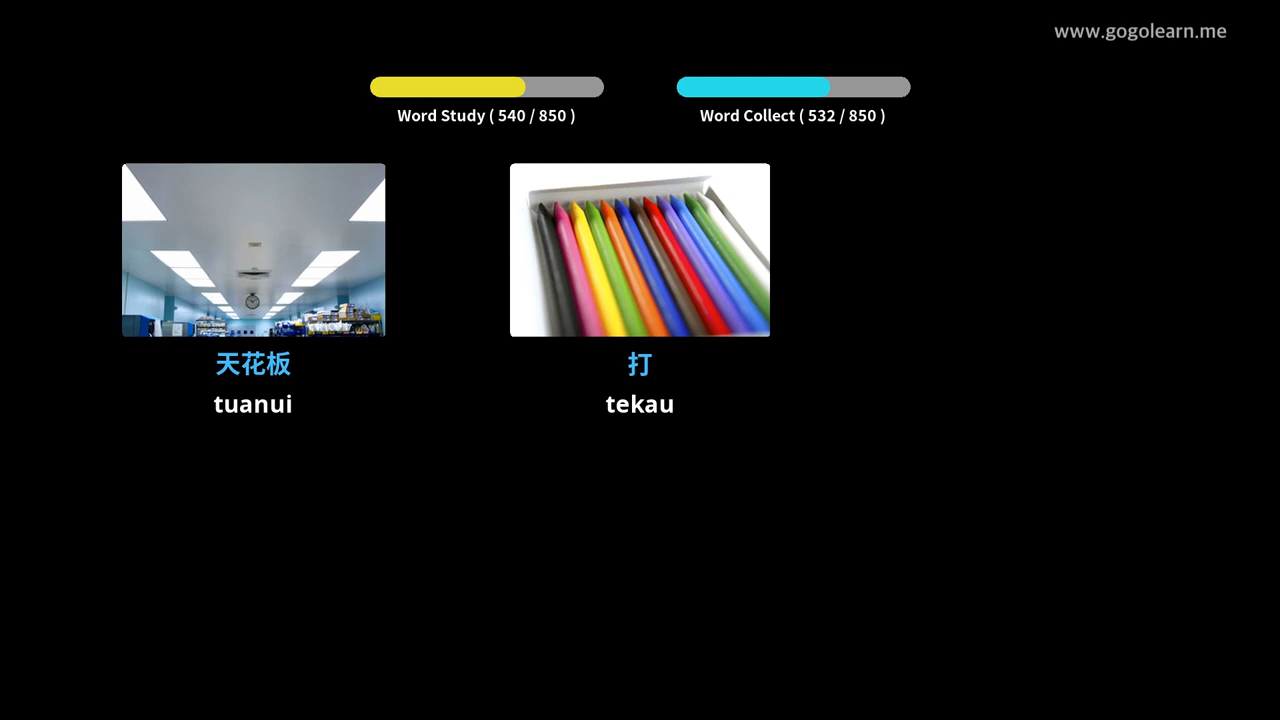 www.gogolearn.me
Word Study ( 540 / 850 )
Word Collect ( 532 / 850 )
天花板
tuanui
打
tekau